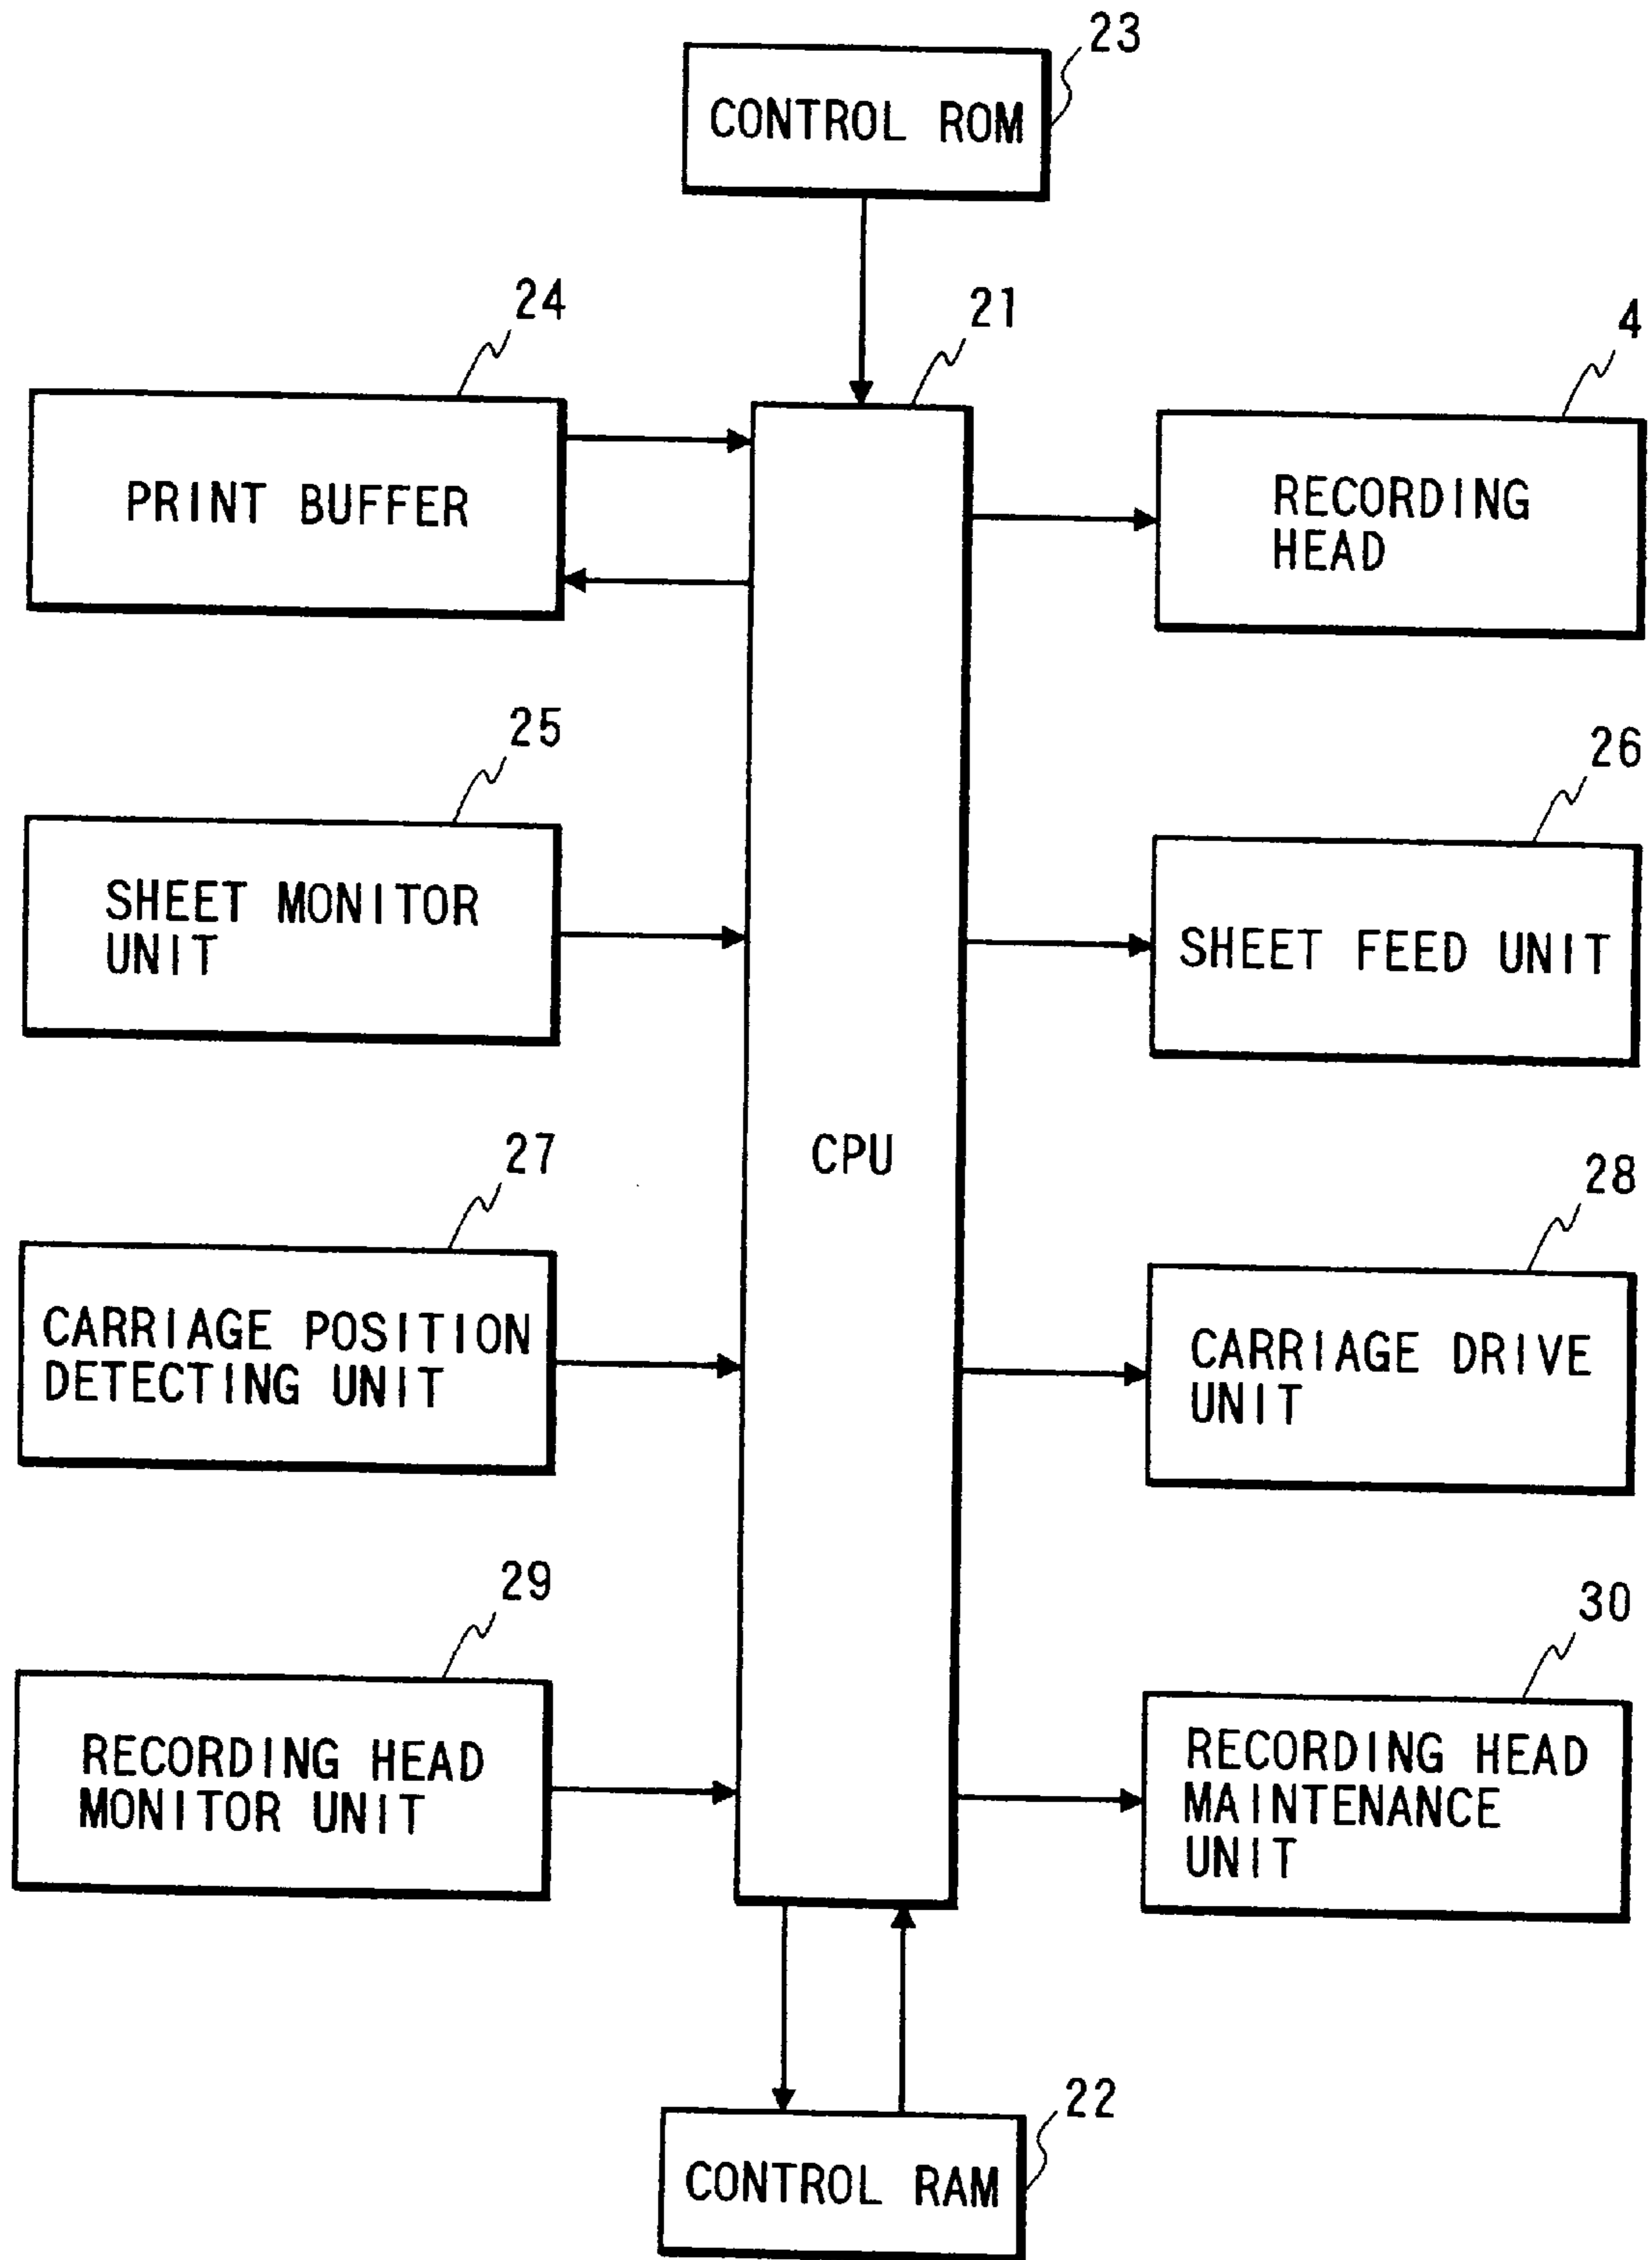 23
CONTROL ROM
24
21
4
PRINT BUFFER
RECORDING
HEAD
25
26
SHEET MONITOR
UNIT
SHEET FEED UNIT
CPU
27
28
CARRIAGE POSITION
DETECTING UNIT
CARRIAGE DRIVE
UNIT
29
30
RECORDING HEAD
MONITOR UNIT
RECORDING HEAD
MAINTENANCE
UNIT
22
CONTROL RAM